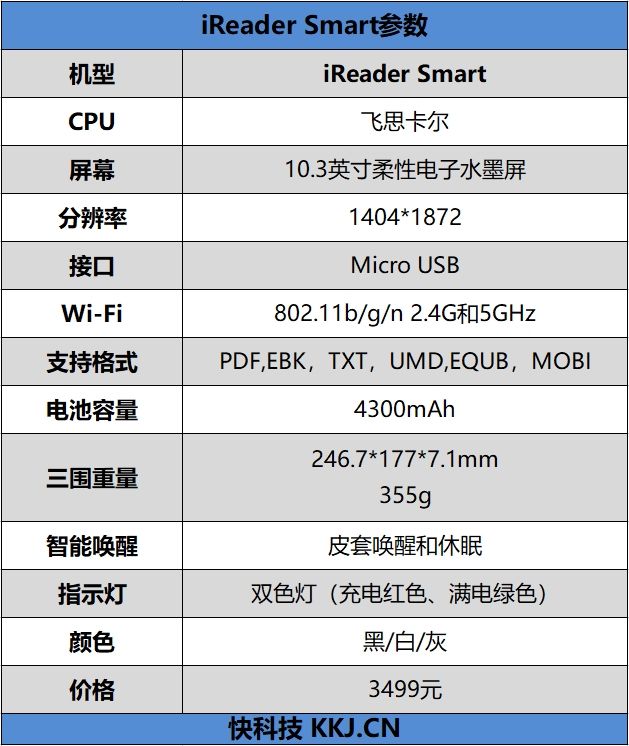 iReader Smart参数
机型 iReader Smart
CPU 飞思卡尔
屏幕 10.3英寸柔性电子水墨屏
分辨率 1404*1872
接口 Micro USB
Wi-Fi 802.11b/g/n 2.4G和5GHz
支持格式 PDF,EBK，TXT，UMD,EQUB，MOBI
电池容量 4300mAh
三围重量 246.7*177*7.1mm
355g
智能唤醒 皮套唤醒和休眠
指示灯 双色灯（充电红色、满电绿色）
颜色 黑/白/灰
价格 3499元
快科技 KKJ.CN